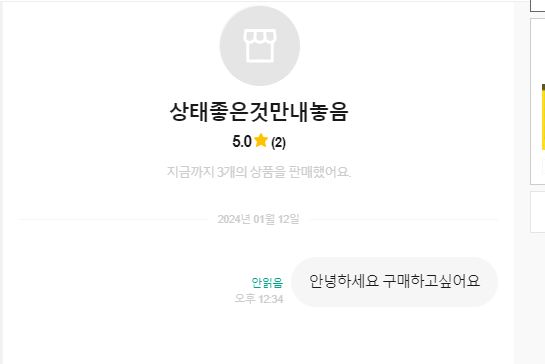 상태좋은것만내놓음
5.0★ (2)
지금까지 3개의 상품을 판매했어요.
2024년 01월 12일
안녕하세요 구매하고싶어요
안읽음
오후 12:34